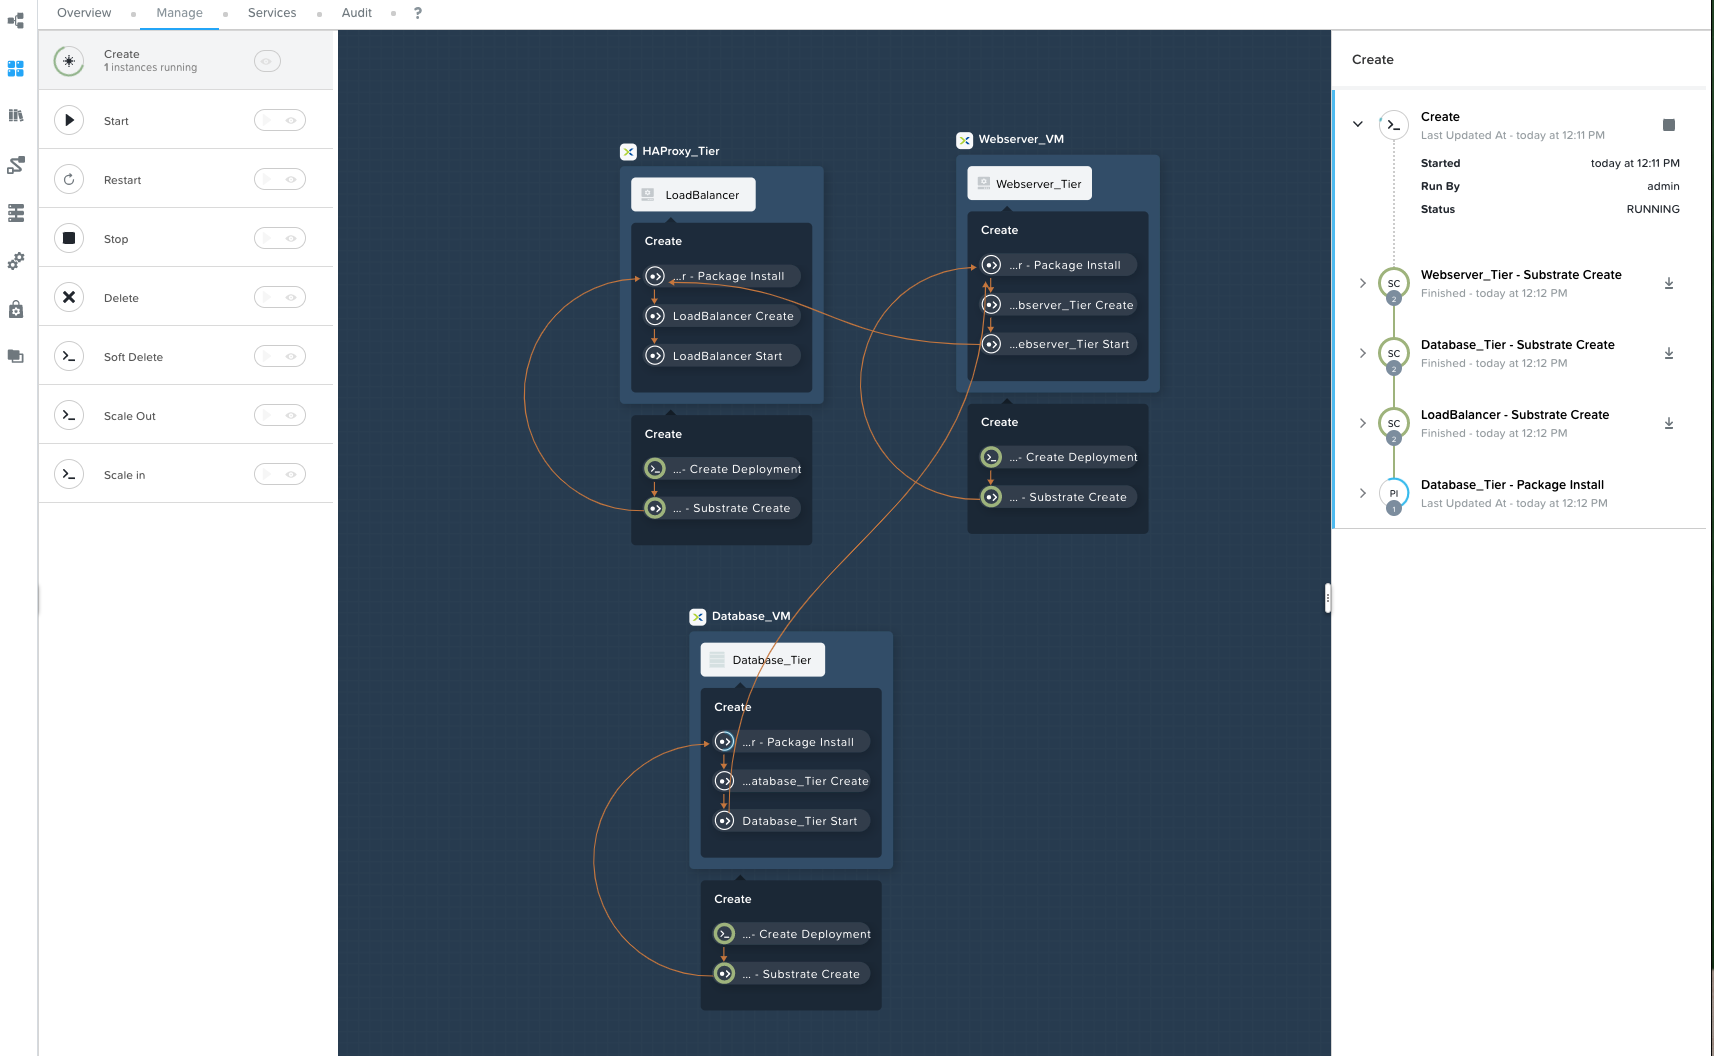 Overview
Manage
Services
Audit
?
Create
1 instances running
Start
Restart
Stop
Delete
Soft Delete
Scale Out
Scale in
HAProxy_Tier
LoadBalancer
Create
...r - Package Install
LoadBalancer Create
LoadBalancer Start
Create
...- Create Deployment
... - Substrate Create
Webserver_VM
Webserver_Tier
Create
...r - Package Install
...bserver_Tier Create
...ebserver_Tier Start
Create
...- Create Deployment
... - Substrate Create
Database_VM
Database_Tier
Create
...r - Package Install
...atabase_Tier Create
Database_Tier Start
Create
...- Create Deployment
... - Substrate Create
Create
Create
Last Updated At - today at 12:11 PM
Started today at 12:11 PM
Run By admin
Status RUNNING
SC
2
Webserver_Tier - Substrate Create
Finished - today at 12:12 PM
SC
2
Database_Tier - Substrate Create
Finished - today at 12:12 PM
SC
2
LoadBalancer - Substrate Create
Finished - today at 12:12 PM
PI
1
Database_Tier - Package Install
Last Updated At - today at 12:12 PM